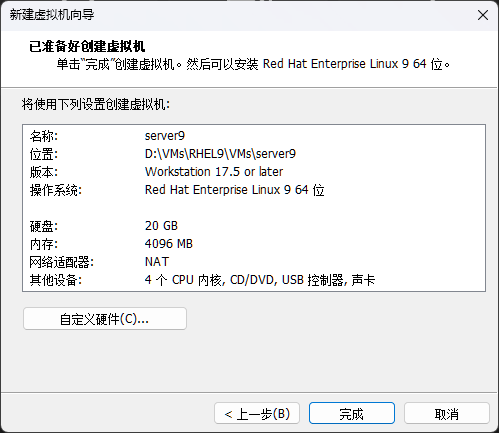 新建虚拟机向导
已准备好创建虚拟机
单击“完成”创建虚拟机。然后可以安装 Red Hat Enterprise Linux 9 64 位。
将使用下列设置创建虚拟机:
名称: server9
位置: D:\VMs\RHEL9\VMs\server9
版本: Workstation 17.5 or later
操作系统: Red Hat Enterprise Linux 9 64 位
硬盘: 20 GB
内存: 4096 MB
网络适配器: NAT
其他设备: 4 个 CPU 内核, CD/DVD, USB 控制器, 声卡
自定义硬件(C)...
< 上一步(B) 完成 取消